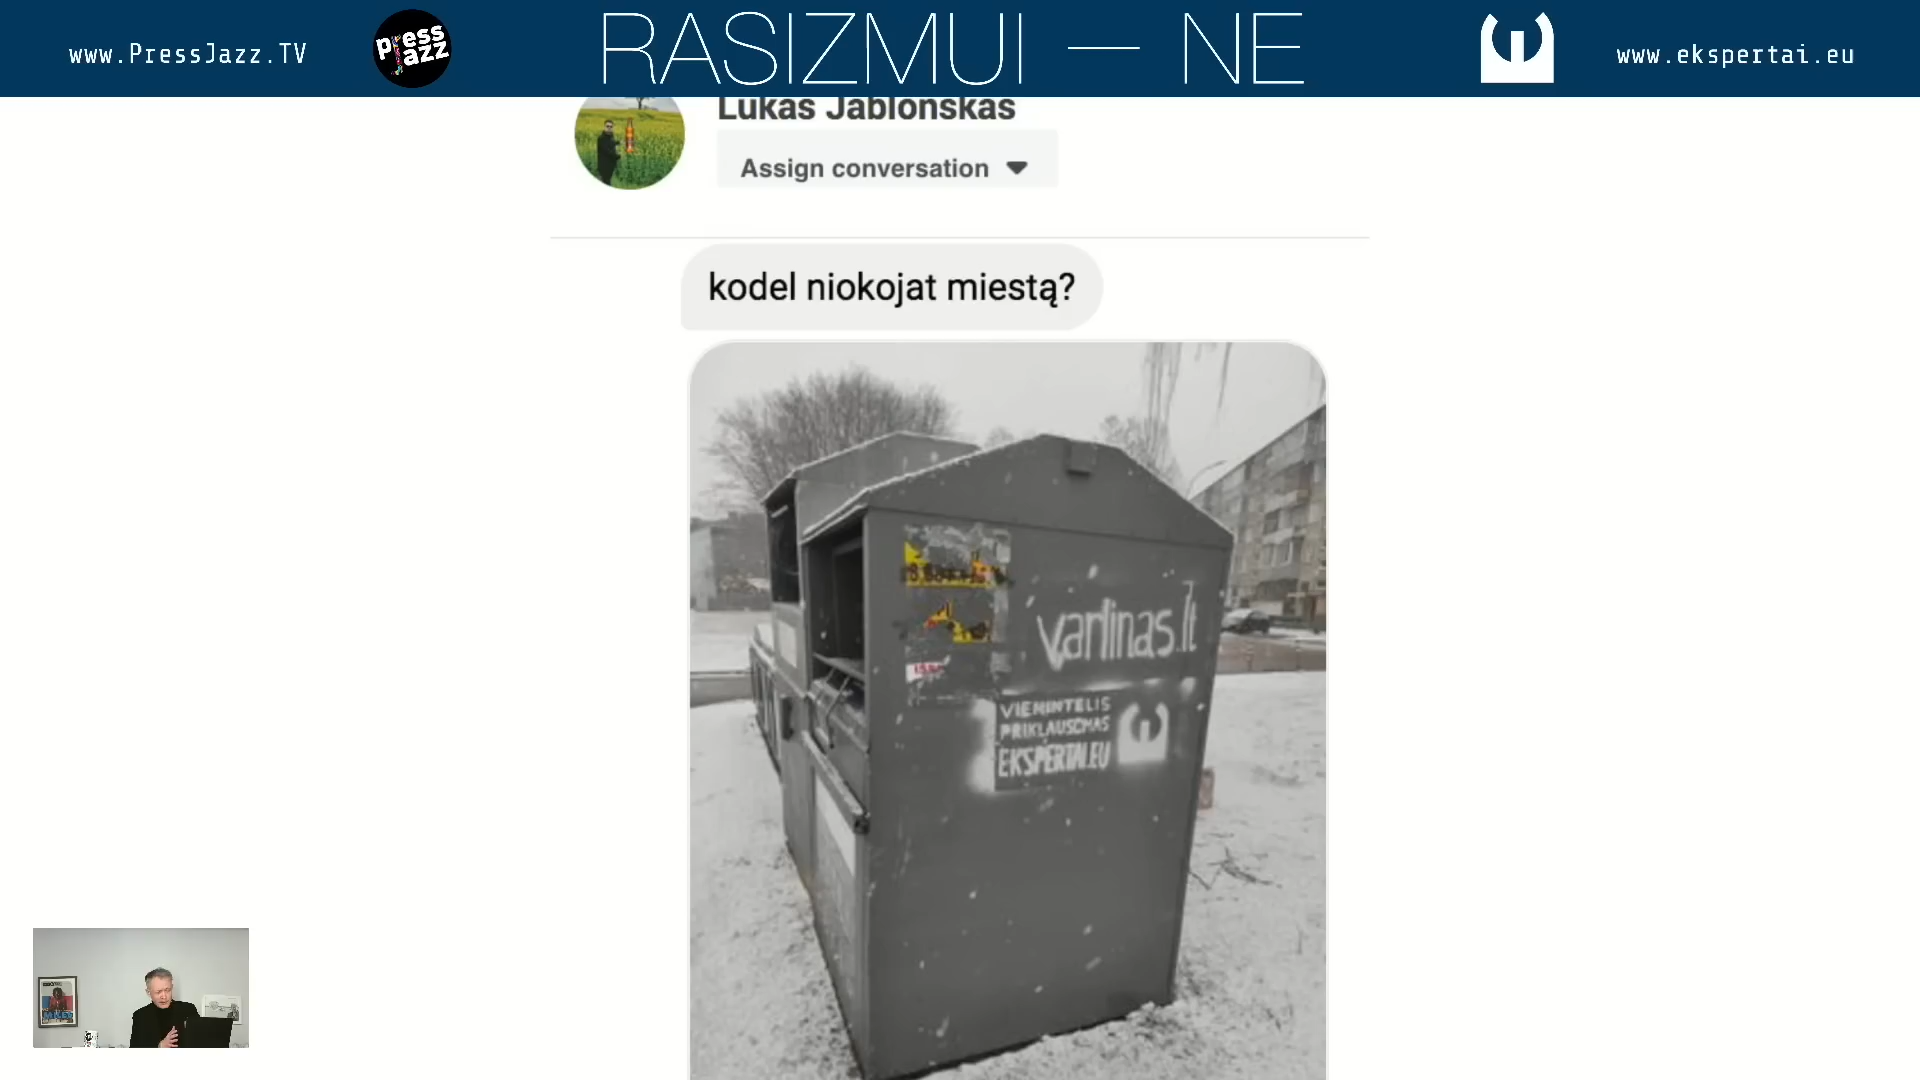 www.PressJazz.TV
press
jazz
RASIZMUI — NE
www.ekspertai.eu
Lukas Jablonskas
Assign conversation
kodel niokojat miestą?
varlinas.lt
VIENINTELIS
PRIKLAUSOMAS
EKSPERTAI.EU